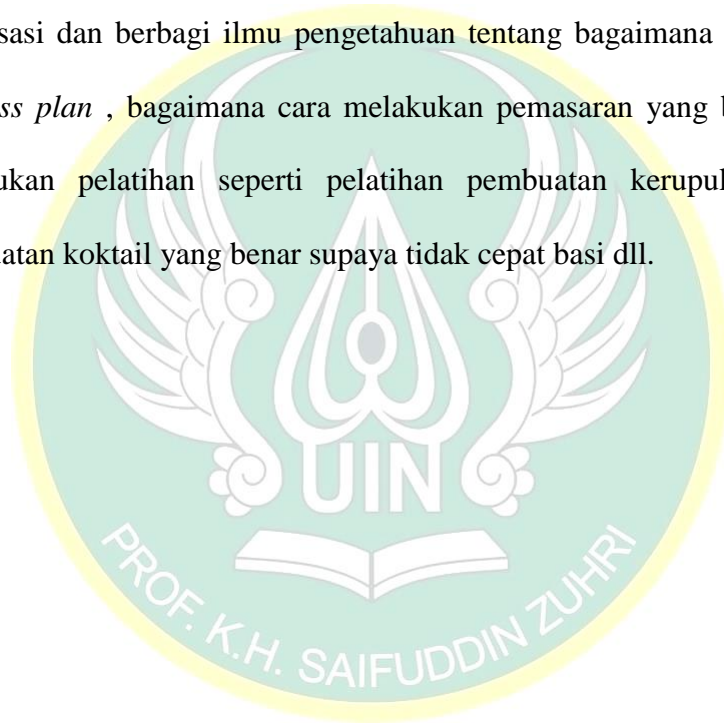 sasi dan berbagi ilmu pengetahuan tentang bagaimana
ss plan , bagaimana cara melakukan pemasaran yang b
ukan pelatihan seperti pelatihan pembuatan kerupuk
atan koktail yang benar supaya tidak cepat basi dll.
UIN
PROF. K.H. SAIFUDDIN ZUHRI